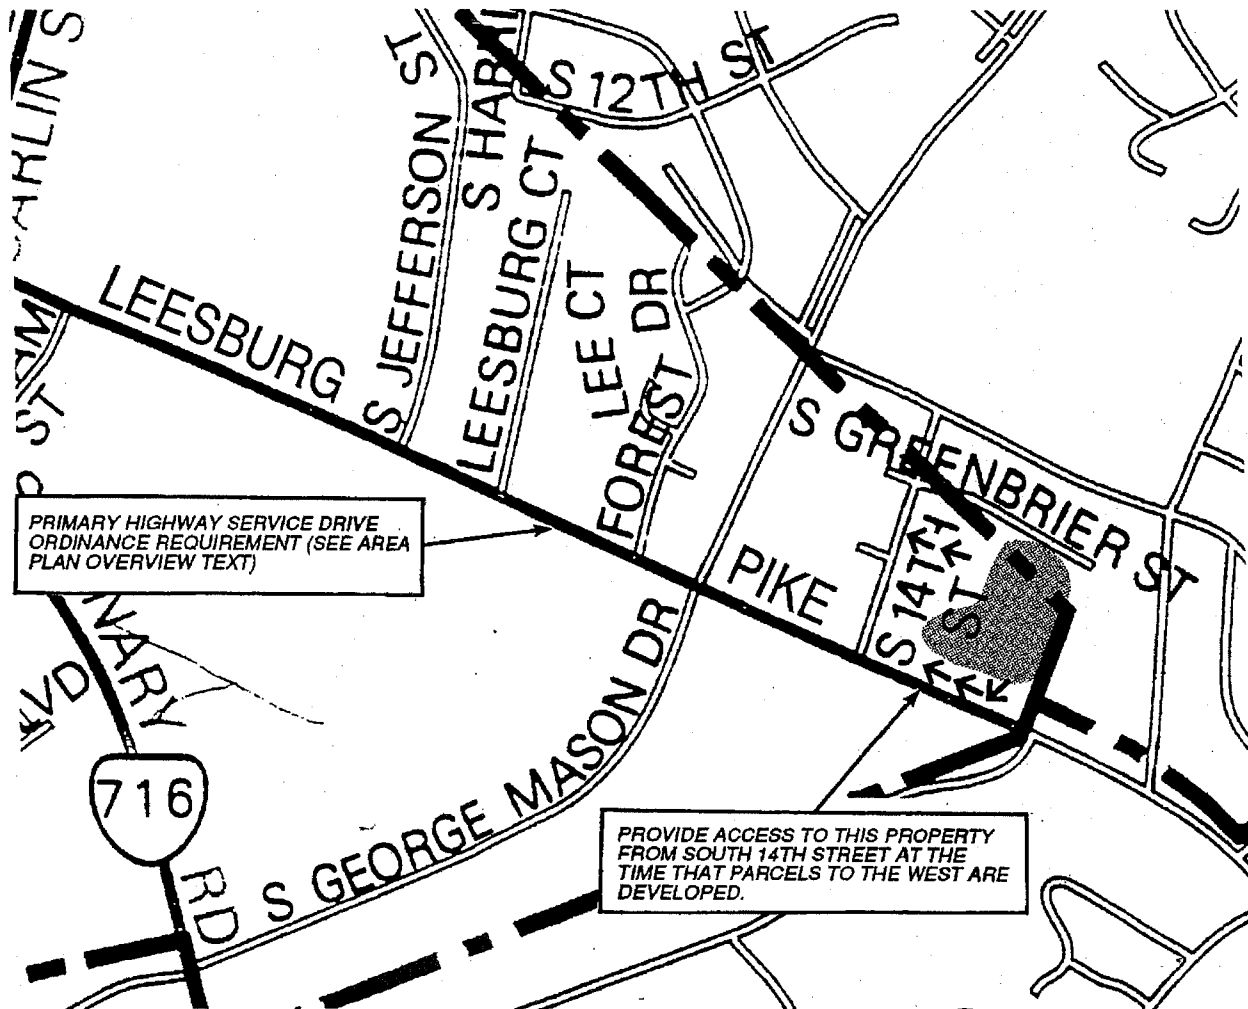 S 12TH ST
S JEFFERSON ST
LEESBURG CT
LEE CT
FOREST DR
LEESBURG
PIKE
S GREENBRIER ST
S 14TH ST
PRIMARY HIGHWAY SERVICE DRIVE
ORDINANCE REQUIREMENT (SEE AREA
PLAN OVERVIEW TEXT)
716
RD
S GEORGE MASON DR
PROVIDE ACCESS TO THIS PROPERTY
FROM SOUTH 14TH STREET AT THE
TIME THAT PARCELS TO THE WEST ARE
DEVELOPED.